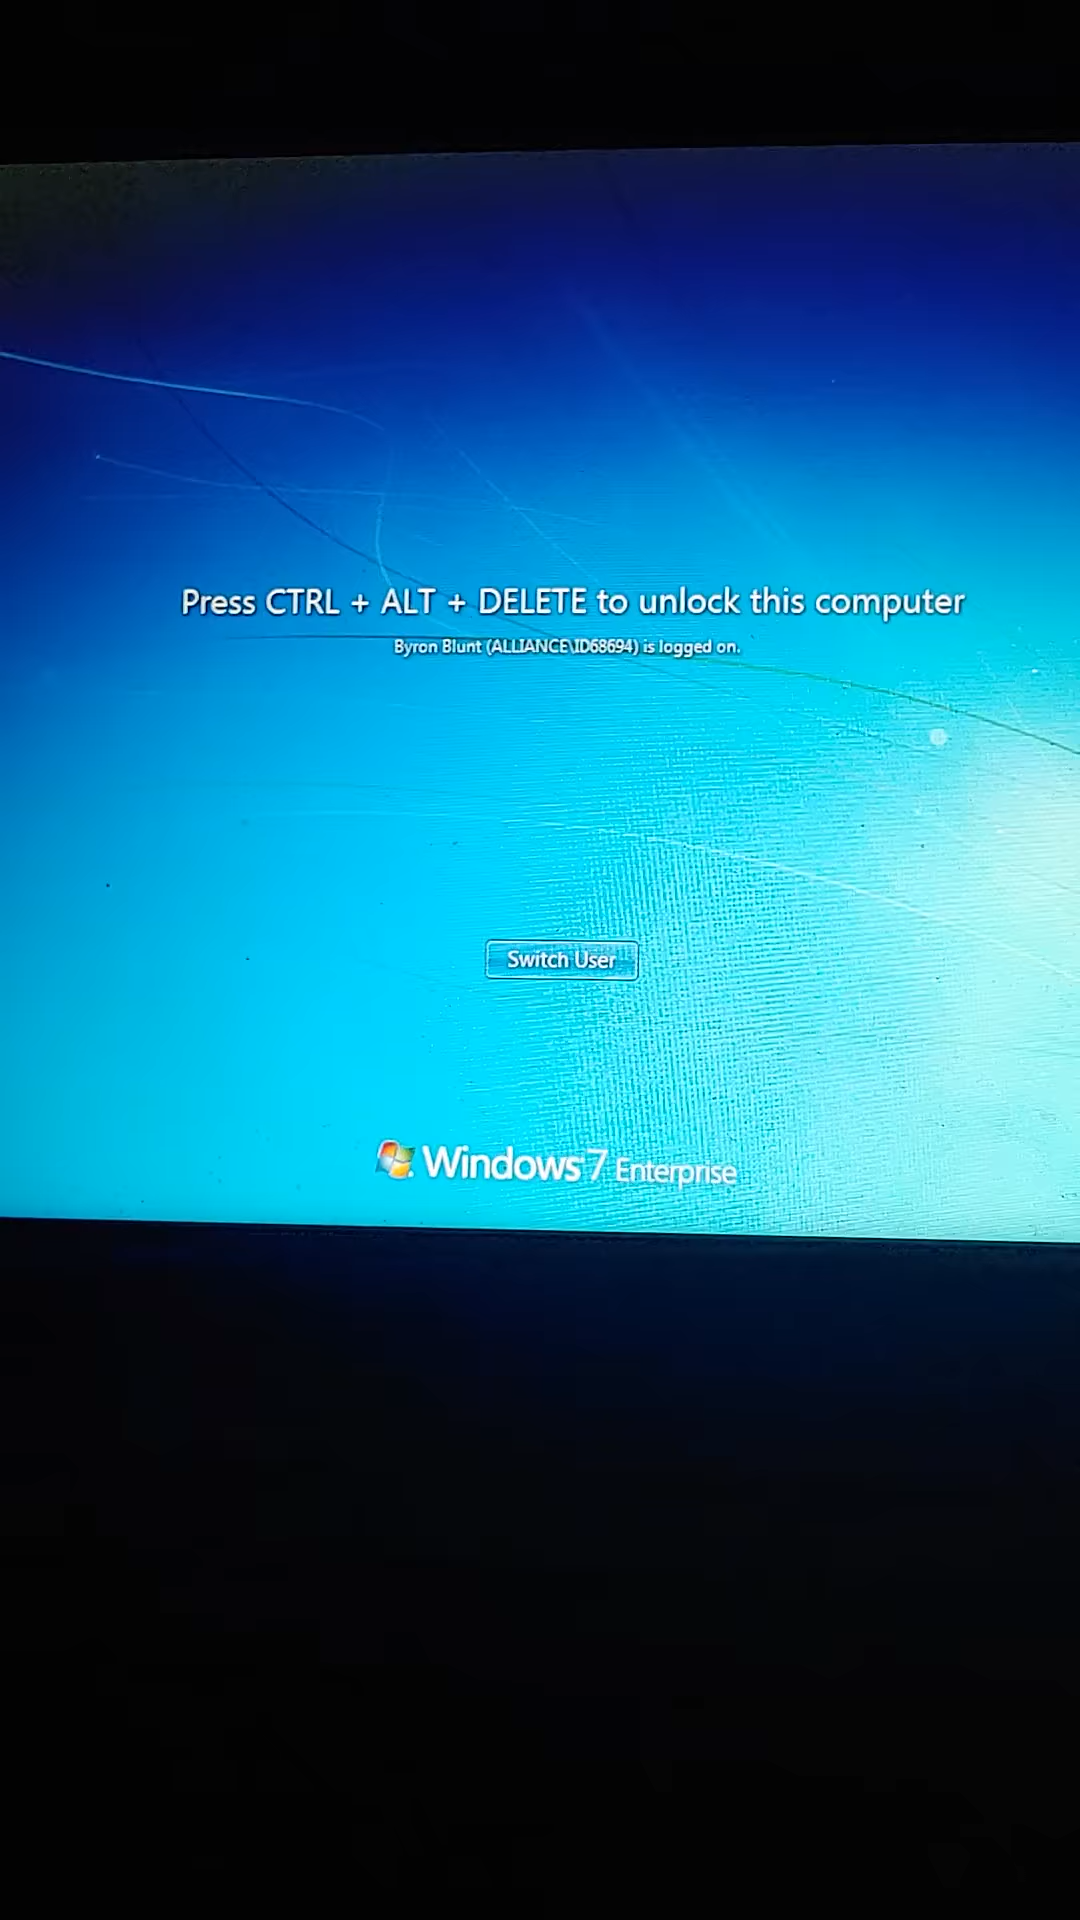 Press CTRL + ALT + DELETE to unlock this computer
Byron Blunt (ALLIANCE\ID68694) is logged on.
Switch User
Windows 7 Enterprise